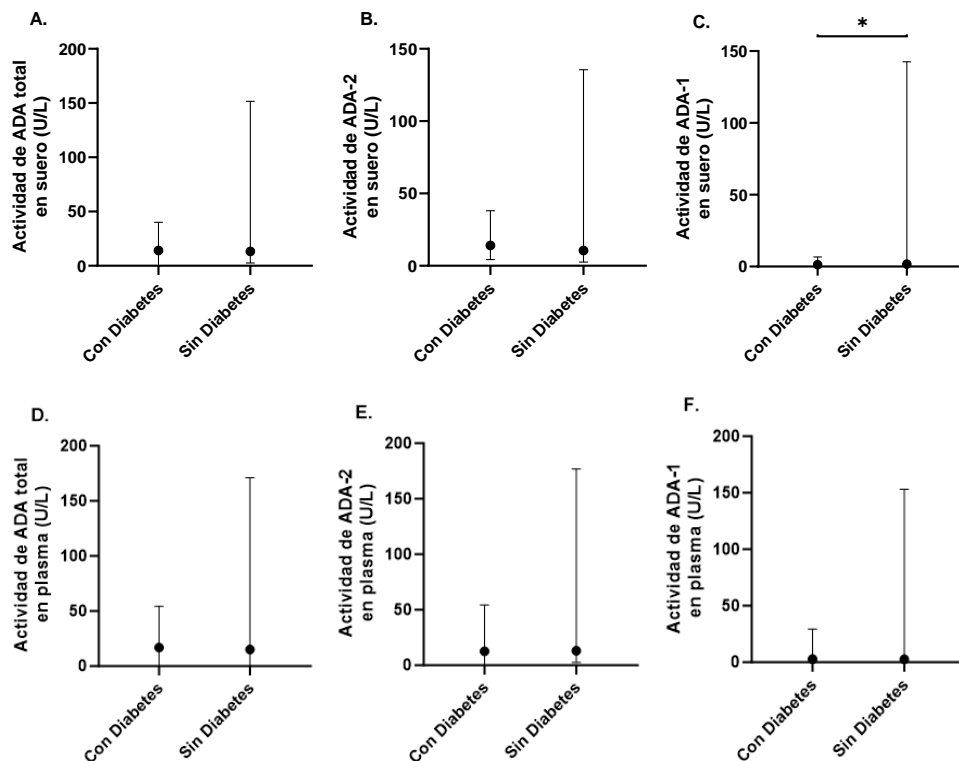 A.
Actividad de ADA total
en suero (U/L)
200
150
100
50
0
Con Diabetes
Sin Diabetes
B.
Actividad de ADA-2
en suero (U/L)
150
100
50
0
Con Diabetes
Sin Diabetes
C.
*
Actividad de ADA-1
en suero (U/L)
150
100
50
0
Con Diabetes
Sin Diabetes
D.
Actividad de ADA total
en plasma (U/L)
200
150
100
50
0
Con Diabetes
Sin Diabetes
E.
Actividad de ADA-2
en plasma (U/L)
200
150
100
50
0
Con Diabetes
Sin Diabetes
F.
Actividad de ADA-1
en plasma (U/L)
200
150
100
50
0
Con Diabetes
Sin Diabetes